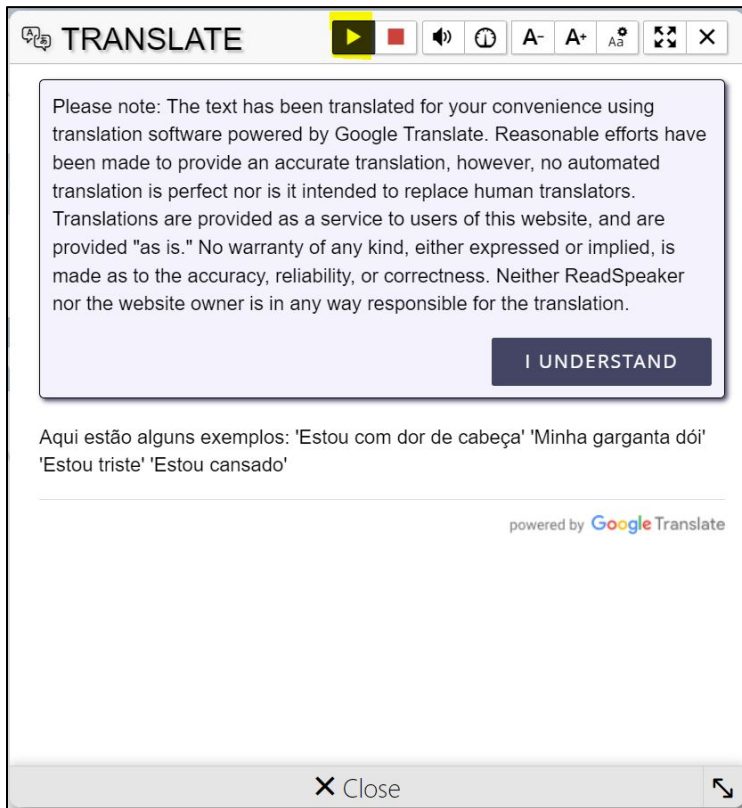 TRANSLATE A- A+ Aa
Please note: The text has been translated for your convenience using
translation software powered by Google Translate. Reasonable efforts have
been made to provide an accurate translation, however, no automated
translation is perfect nor is it intended to replace human translators.
Translations are provided as a service to users of this website, and are
provided "as is." No warranty of any kind, either expressed or implied, is
made as to the accuracy, reliability, or correctness. Neither ReadSpeaker
nor the website owner is in any way responsible for the translation.
I UNDERSTAND
Aqui estão alguns exemplos: 'Estou com dor de cabeça' 'Minha garganta dói'
'Estou triste' 'Estou cansado'
powered by Google Translate
Close